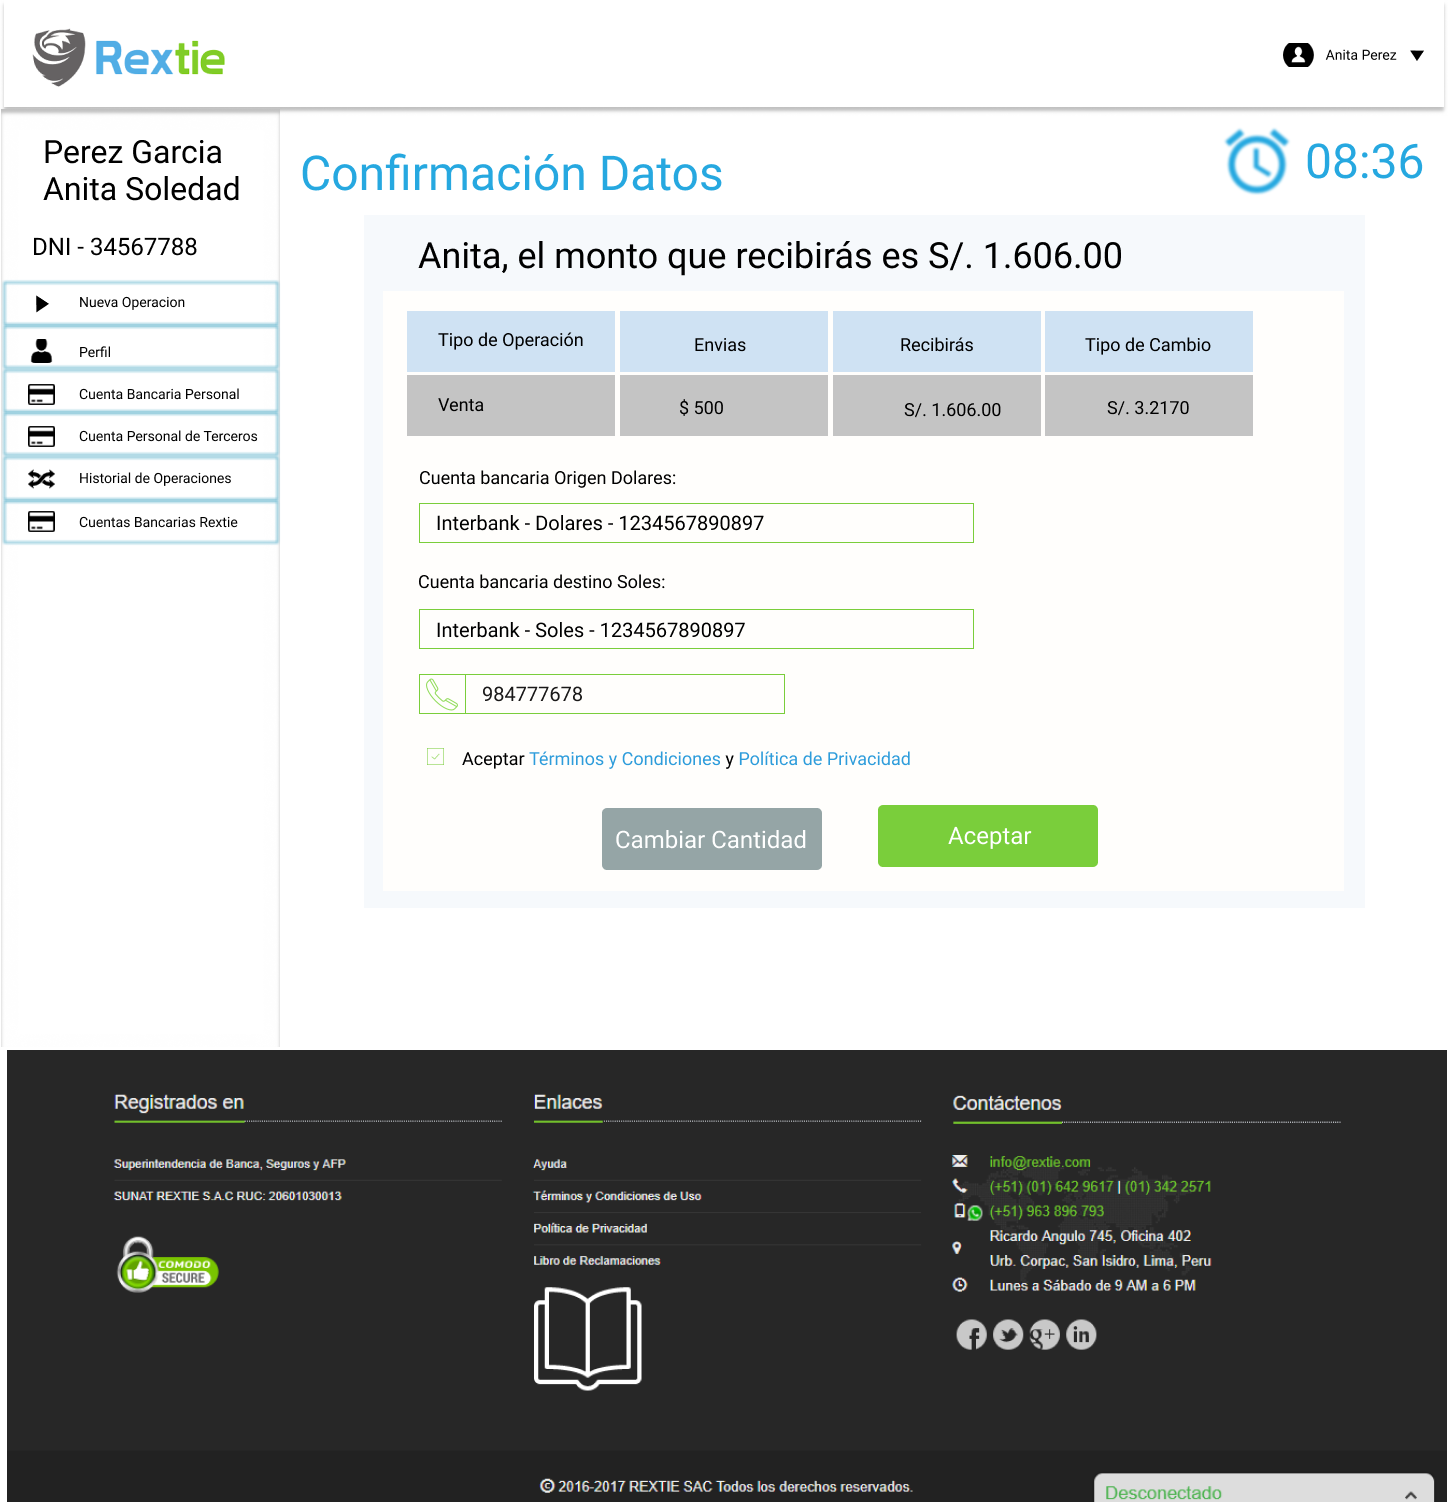 Rextie
Anita Perez
Perez Garcia
Anita Soledad
DNI - 34567788
Nueva Operacion
Perfil
Cuenta Bancaria Personal
Cuenta Personal de Terceros
Historial de Operaciones
Cuentas Bancarias Rextie
Confirmación Datos
08:36
Anita, el monto que recibirás es S/. 1.606.00
Tipo de Operación Envias Recibirás Tipo de Cambio
Venta $ 500 S/. 1.606.00 S/. 3.2170
Cuenta bancaria Origen Dolares:
Interbank - Dolares - 1234567890897
Cuenta bancaria destino Soles:
Interbank - Soles - 1234567890897
984777678
Aceptar Términos y Condiciones y Política de Privacidad
Cambiar Cantidad
Aceptar
Registrados en
Superintendencia de Banca, Seguros y AFP
SUNAT REXTIE S.A.C RUC: 20601030013
COMODO
SECURE
Enlaces
Ayuda
Términos y Condiciones de Uso
Política de Privacidad
Libro de Reclamaciones
Contáctenos
info@rextie.com
(+51) (01) 642 9617 | (01) 342 2571
(+51) 963 896 793
Ricardo Angulo 745, Oficina 402
Urb. Corpac, San Isidro, Lima, Peru
Lunes a Sábado de 9 AM a 6 PM
f g+ in
© 2016-2017 REXTIE SAC Todos los derechos reservados.
Desconectado